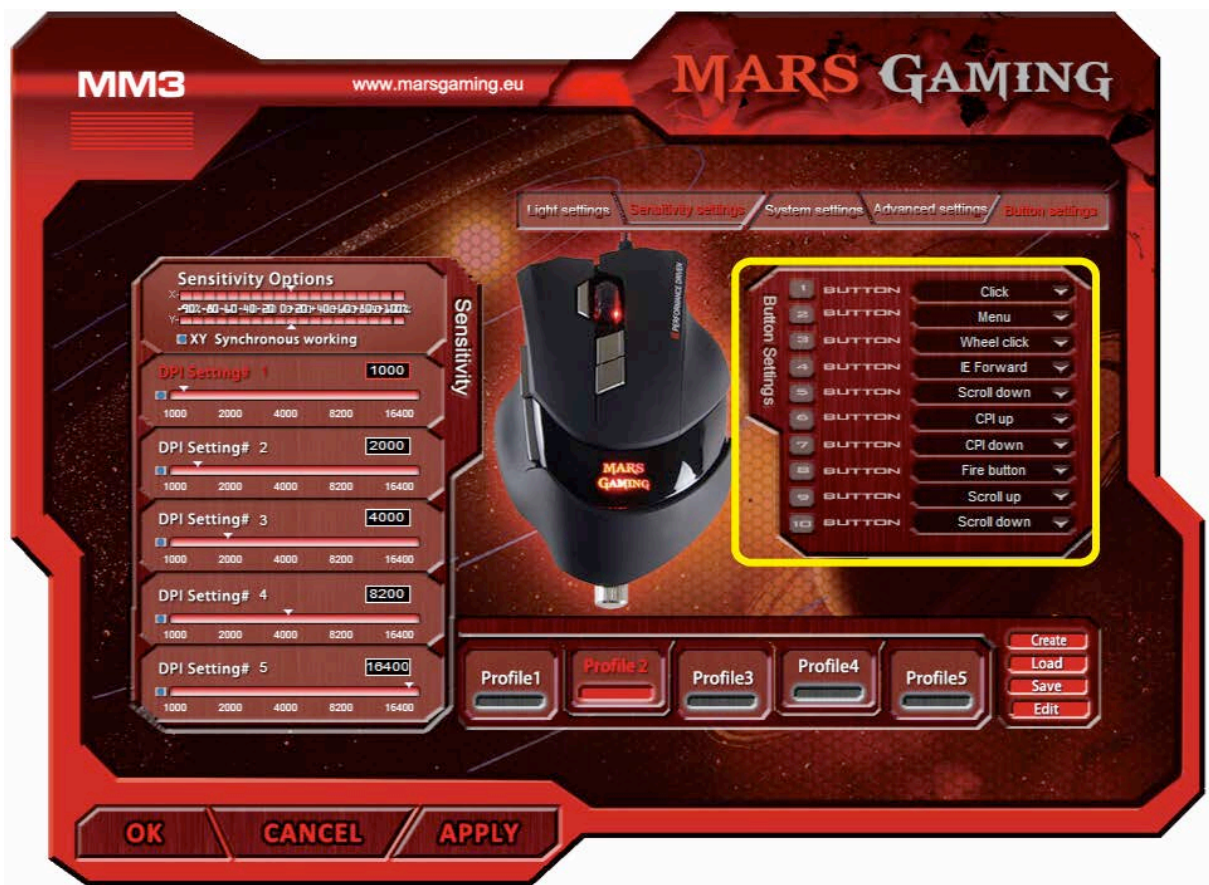 MM3
www.marsgaming.eu
MARS GAMING
Light settings
Sensitivity settings
System settings
Advanced settings
Button settings
Sensitivity Options
X-
Y-
XY Synchronous working
Sensitivity
DPI Setting# 1 1000
1000 2000 4000 8200 16400
DPI Setting# 2 2000
1000 2000 4000 8200 16400
DPI Setting# 3 4000
1000 2000 4000 8200 16400
DPI Setting# 4 8200
1000 2000 4000 8200 16400
DPI Setting# 5 16400
1000 2000 4000 8200 16400
PERFORMANCE DRIVEN
MARS
GAMING
Button Settings
1 BUTTON Click
2 BUTTON Menu
3 BUTTON Wheel click
4 BUTTON IE Forward
5 BUTTON Scroll down
6 BUTTON CPI up
7 BUTTON CPI down
8 BUTTON Fire button
9 BUTTON Scroll up
10 BUTTON Scroll down
Profile1
Profile2
Profile3
Profile4
Profile5
Create
Load
Save
Edit
OK
CANCEL
APPLY